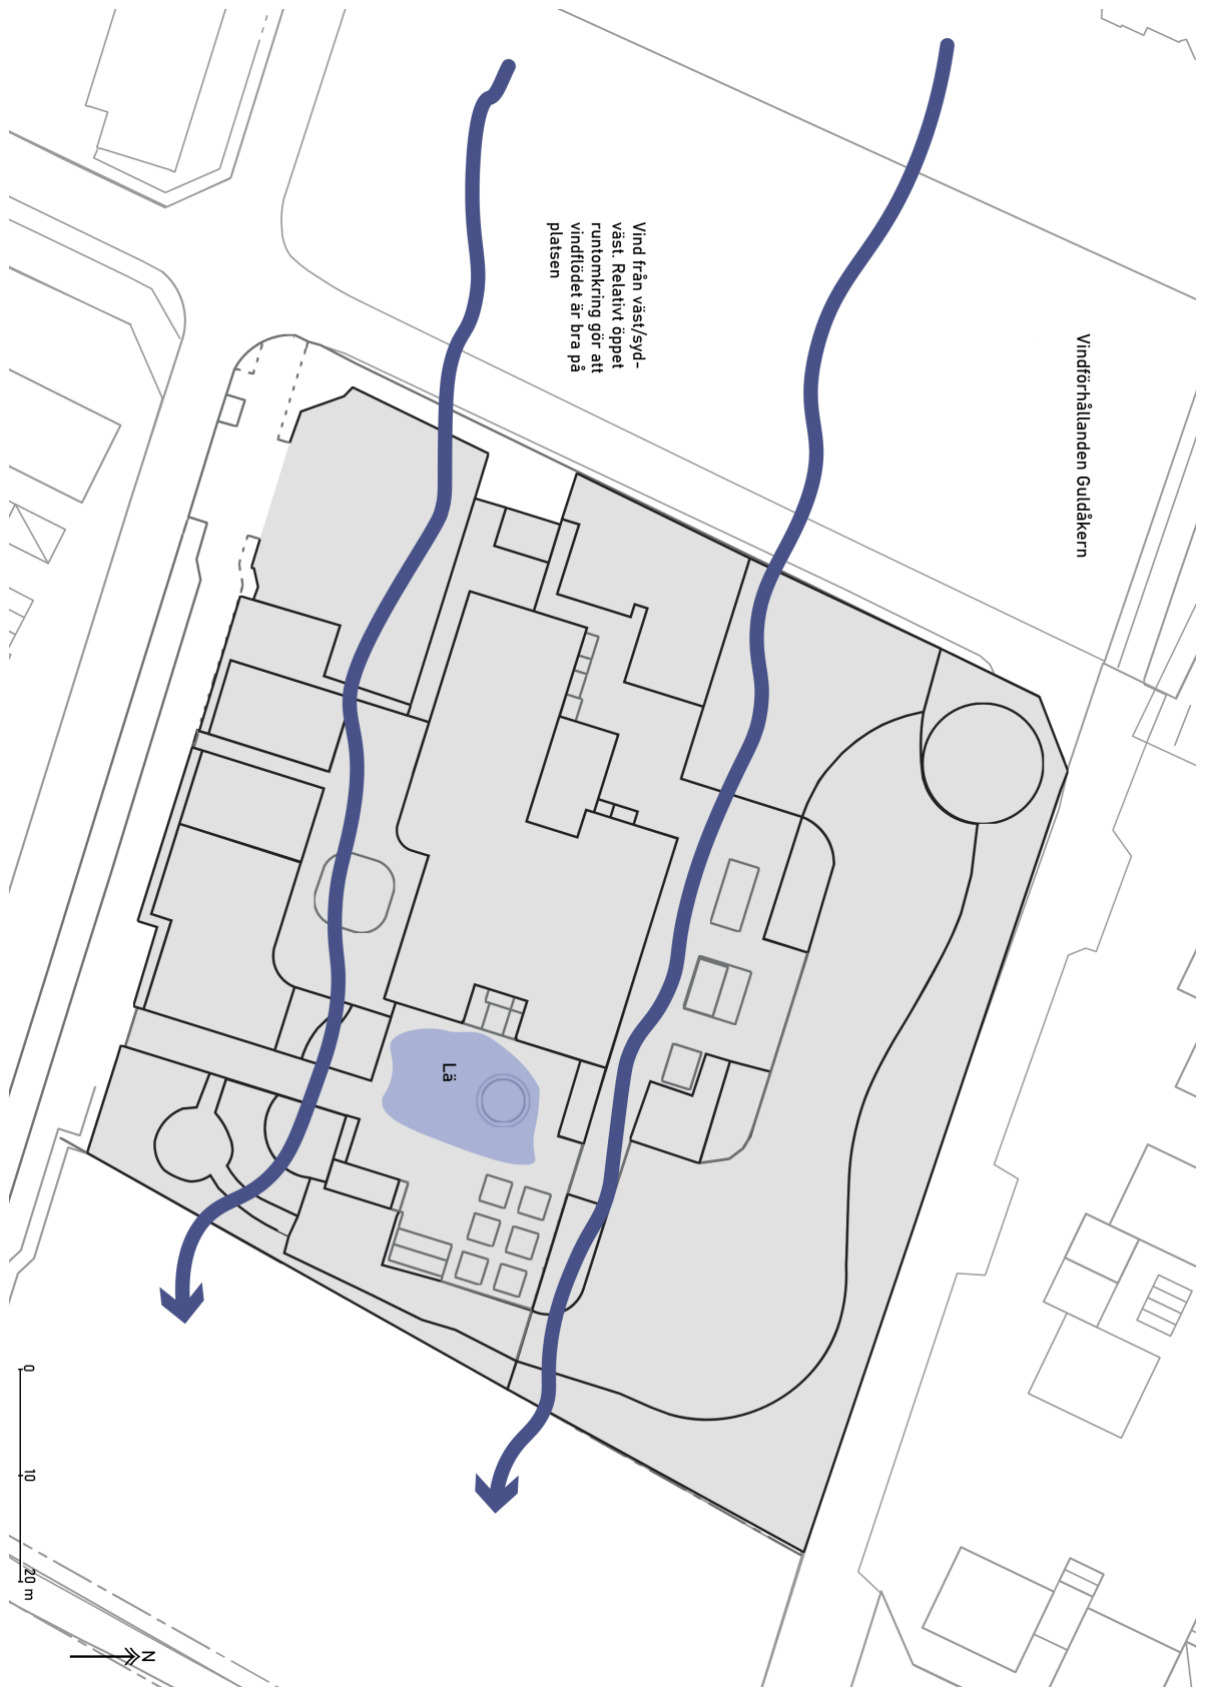 Vindförhållanden Guldåkern
Vind från väst/syd-
väst. Relativt öppet
runtomkring gör att
vindflödet är bra på
platsen
Lä
0
10
20 m
N